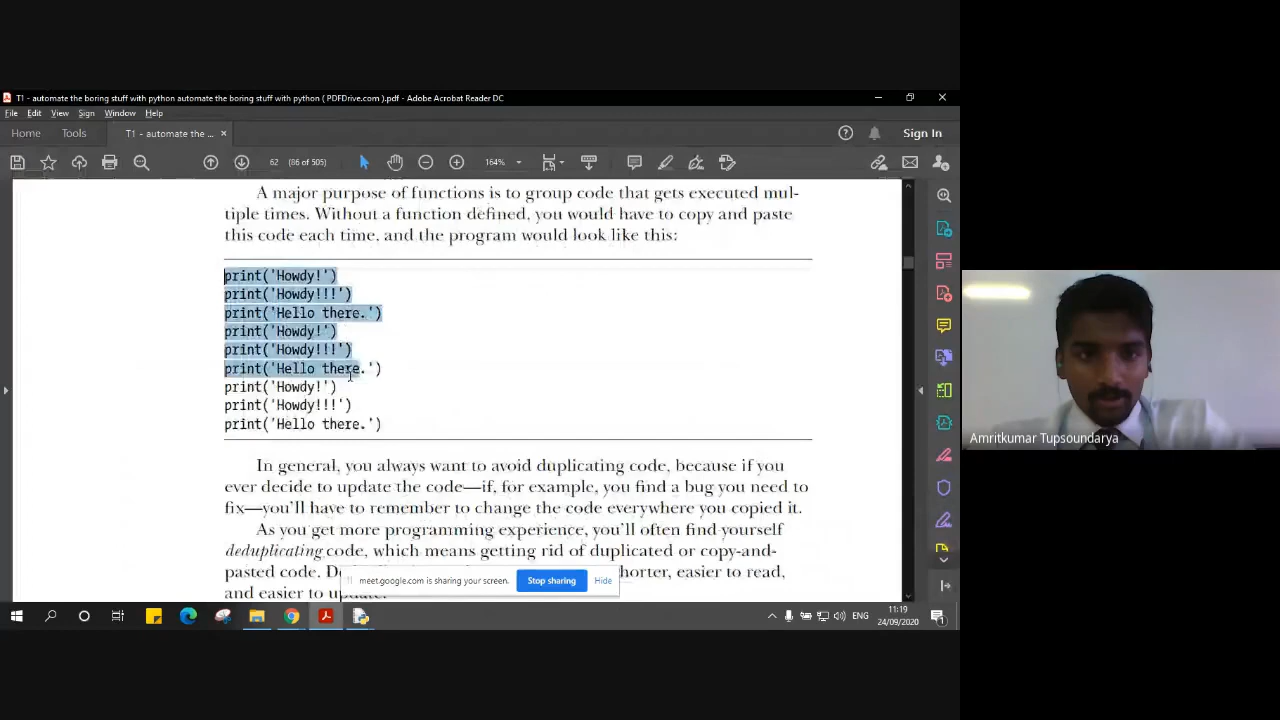 T1 - automate the boring stuff with python automate the boring stuff with python ( PDFDrive.com ).pdf - Adobe Acrobat Reader DC
File Edit View Sign Window Help
Home Tools T1 - automate the ... × Sign In
62 (86 of 505) 164%
A major purpose of functions is to group code that gets executed mul-
tiple times. Without a function defined, you would have to copy and paste
this code each time, and the program would look like this:
print('Howdy!')
print('Howdy!!!')
print('Hello there.')
print('Howdy!')
print('Howdy!!!')
print('Hello there.')
print('Howdy!')
print('Howdy!!!')
print('Hello there.')
In general, you always want to avoid duplicating code, because if you
ever decide to update the code—if, for example, you find a bug you need to
fix—you'll have to remember to change the code everywhere you copied it.
As you get more programming experience, you'll often find yourself
deduplicating code, which means getting rid of duplicated or copy-and-
pasted code. horter, easier to read,
and easier to update.
meet.google.com is sharing your screen. Stop sharing Hide
ENG
11:19
24/09/2020
1
Amritkumar Tupsoundarya